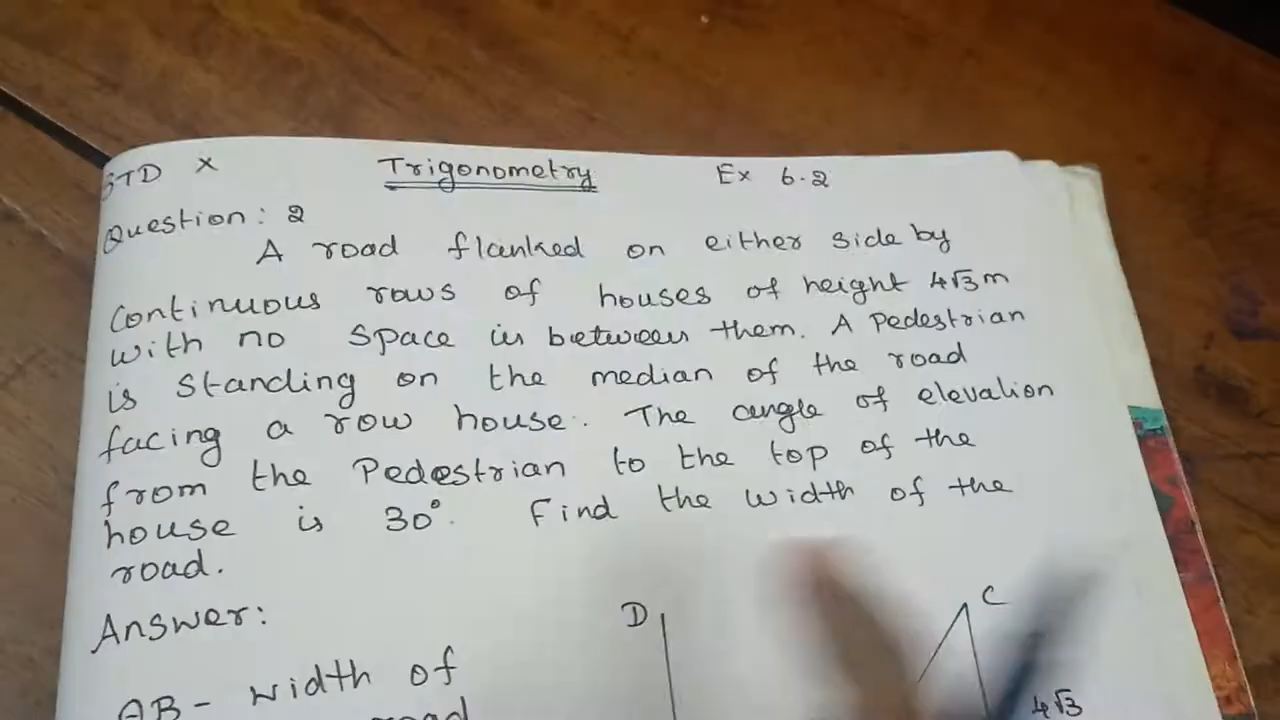 STD X Trigonometry Ex 6.2
Question: 2
A road flanked on either side by
continuous rows of houses of height 4√3m
with no space in between them. A Pedestrian
is standing on the median of the road
facing a row house. The angle of elevation
from the Pedestrian to the top of the
house is 30°. Find the width of the
road.
Answer:
D C
AB - width of
road 4√3